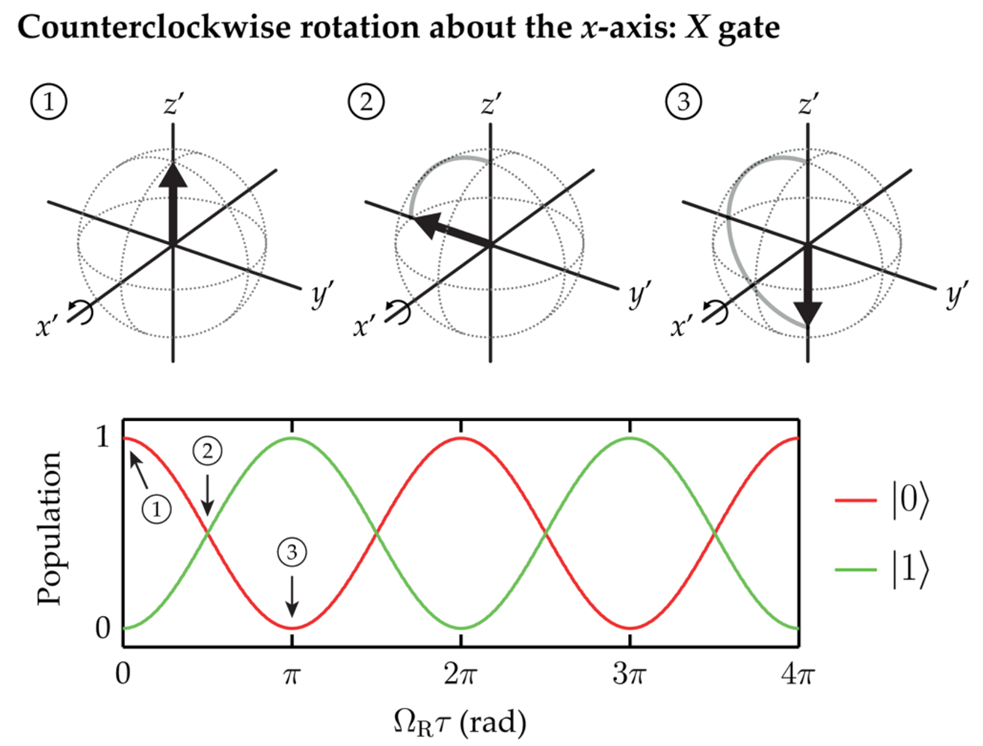 Counterclockwise rotation about the x-axis: X gate
① ② ③
z′ z′ z′
y′ y′ y′
x′ x′ x′
Population
1
0
①
②
③
0 π 2π 3π 4π
Ω_Rτ (rad)
|0⟩
|1⟩